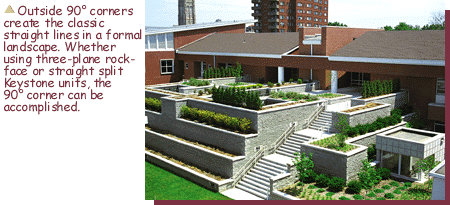 Outside 90° corners
create the classic
straight lines in a formal
landscape. Whether
using three-plane rock-
face or straight split
Keystone units, the
90° corner can be
accomplished.